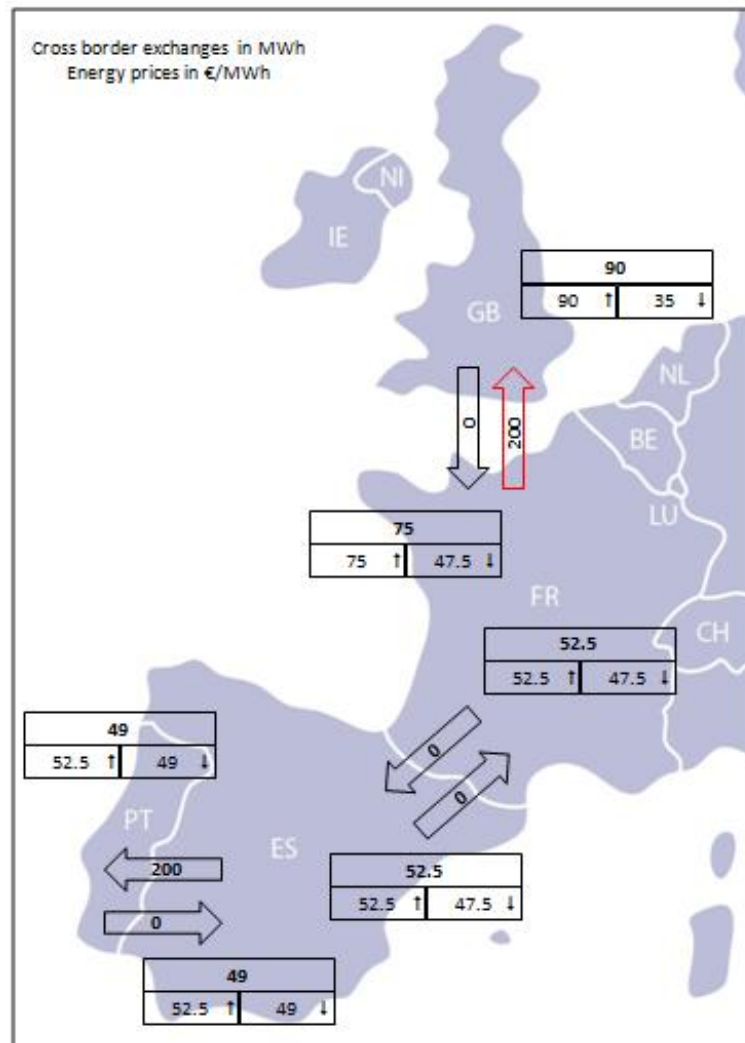 Cross border exchanges in MWh
Energy prices in €/MWh
NI
IE
90
90 ↑ 35 ↓
GB
NL
0
200
BE
LU
75
75 ↑ 47.5 ↓
FR
CH
52.5
52.5 ↑ 47.5 ↓
49
52.5 ↑ 49 ↓
0
0
PT
ES
200
52.5
52.5 ↑ 47.5 ↓
0
49
52.5 ↑ 49 ↓